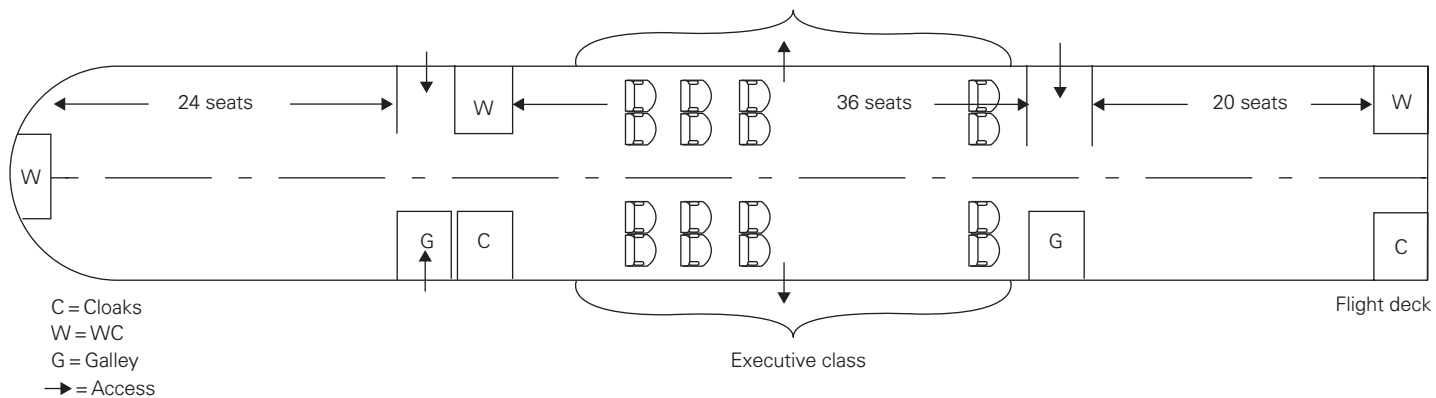 24 seats
W
36 seats
20 seats
W
W
G
C
G
C
C = Cloaks
W = WC
G = Galley
= Access
Executive class
Flight deck